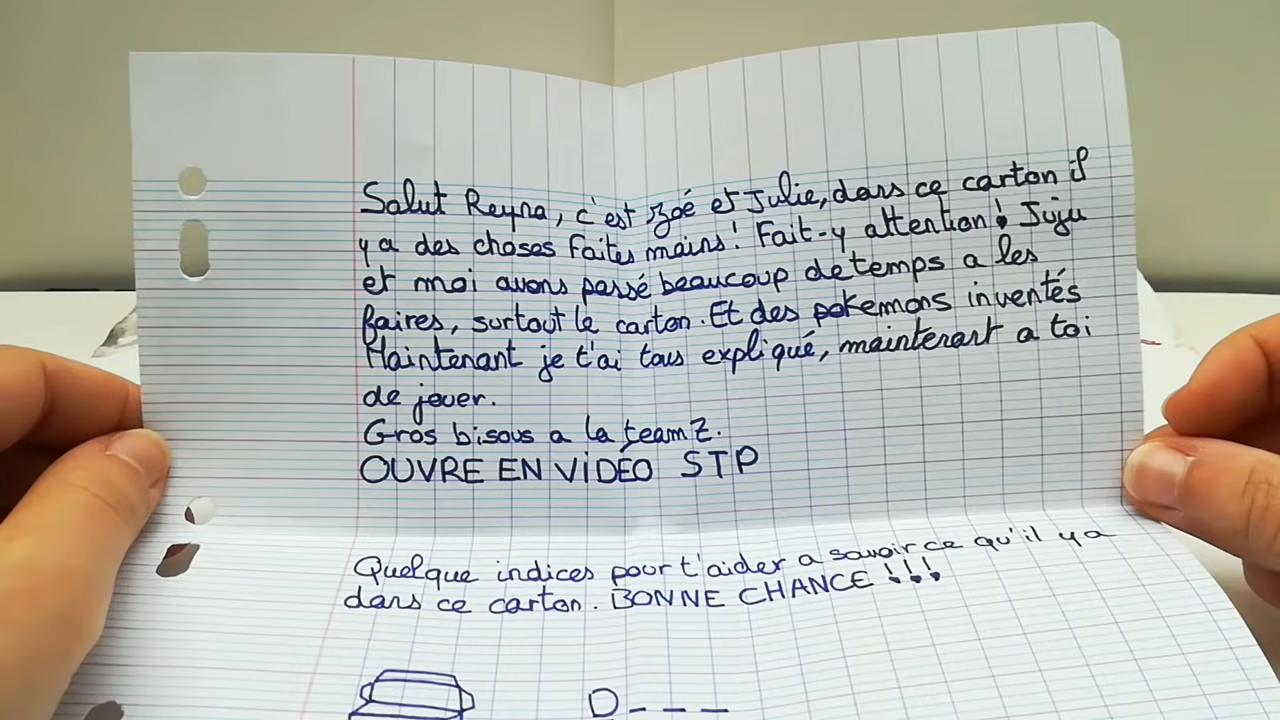 Salut Reyna, c'est Zoé et Julie, dans ce carton il
y a des choses faites mains! Fait-y attention! Juju
et moi avons passé beaucoup de temps a les
faires, surtout le carton. Et des pokemons inventés
Maintenant je t'ai tous expliqué, maintenant a toi
de jouer.
Gros bisous a la team Z.
OUVRE EN VIDÉO STP
Quelque indices pour t'aider a savoir ce qu'il y a
dans ce carton. BONNE CHANCE!!!
D _ _ _